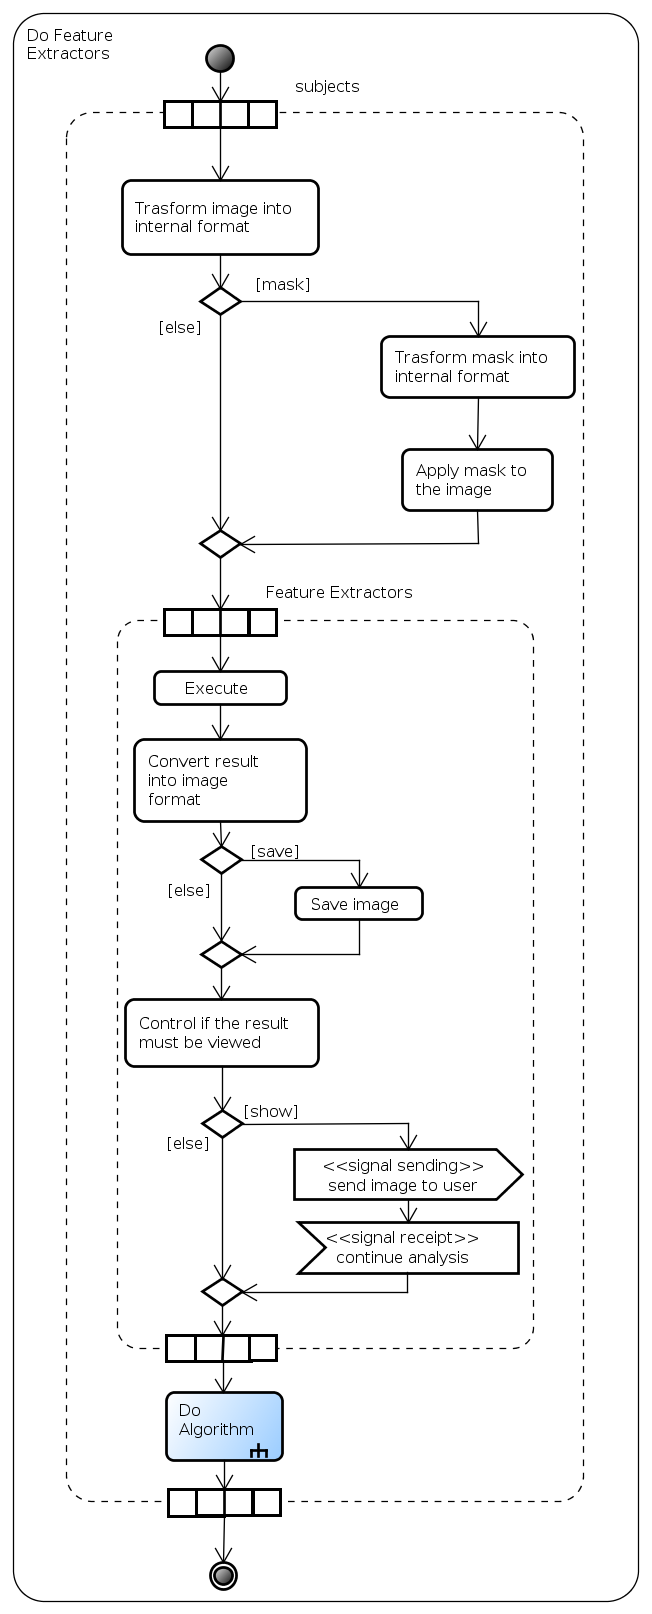 Do Feature
Extractors
subjects
Trasform image into
internal format
[mask]
[else]
Trasform mask into
internal format
Apply mask to
the image
Feature Extractors
Execute
Convert result
into image
format
[save]
[else]
Save image
Control if the result
must be viewed
[show]
[else]
<<signal sending>>
send image to user
<<signal receipt>>
continue analysis
Do
Algorithm